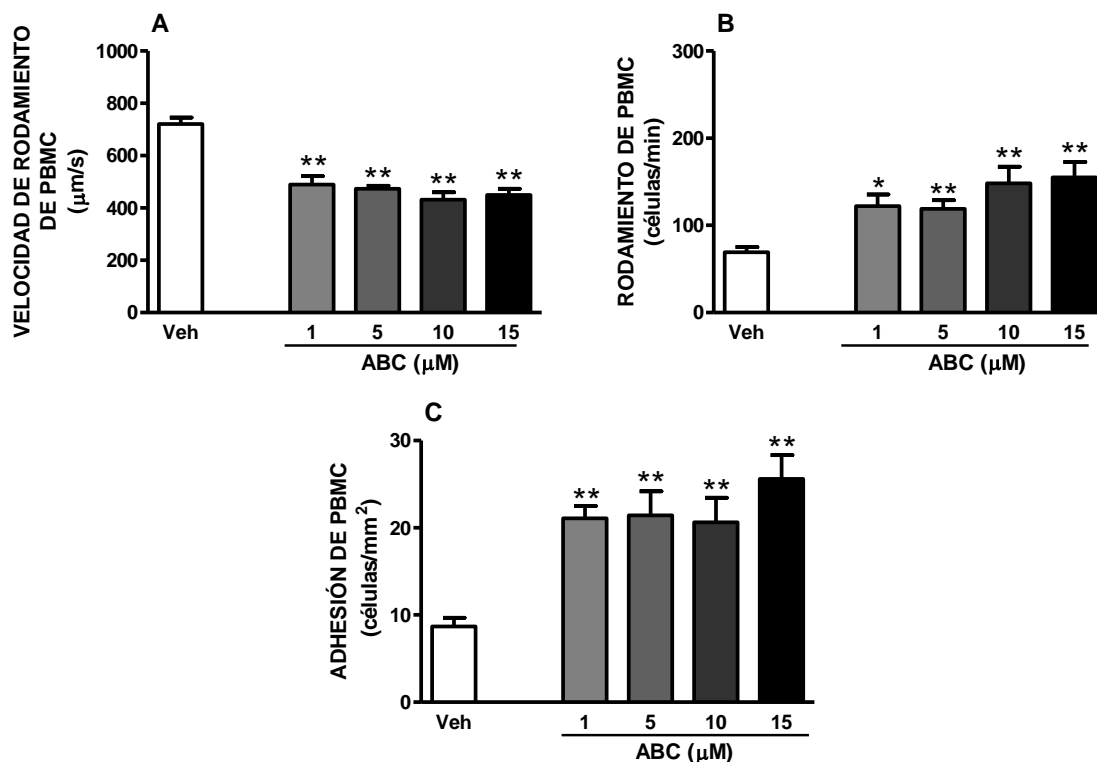 A
VELOCIDAD DE RODAMIENTO
DE PBMC
(μm/s)
1000
800
600
400
200
0
**
**
**
**
Veh
1
5
10
15
ABC (μM)
B
RODAMIENTO DE PBMC
(células/min)
300
200
100
0
*
**
**
**
Veh
1
5
10
15
ABC (μM)
C
ADHESIÓN DE PBMC
(células/mm²)
30
20
10
0
**
**
**
**
Veh
1
5
10
15
ABC (μM)